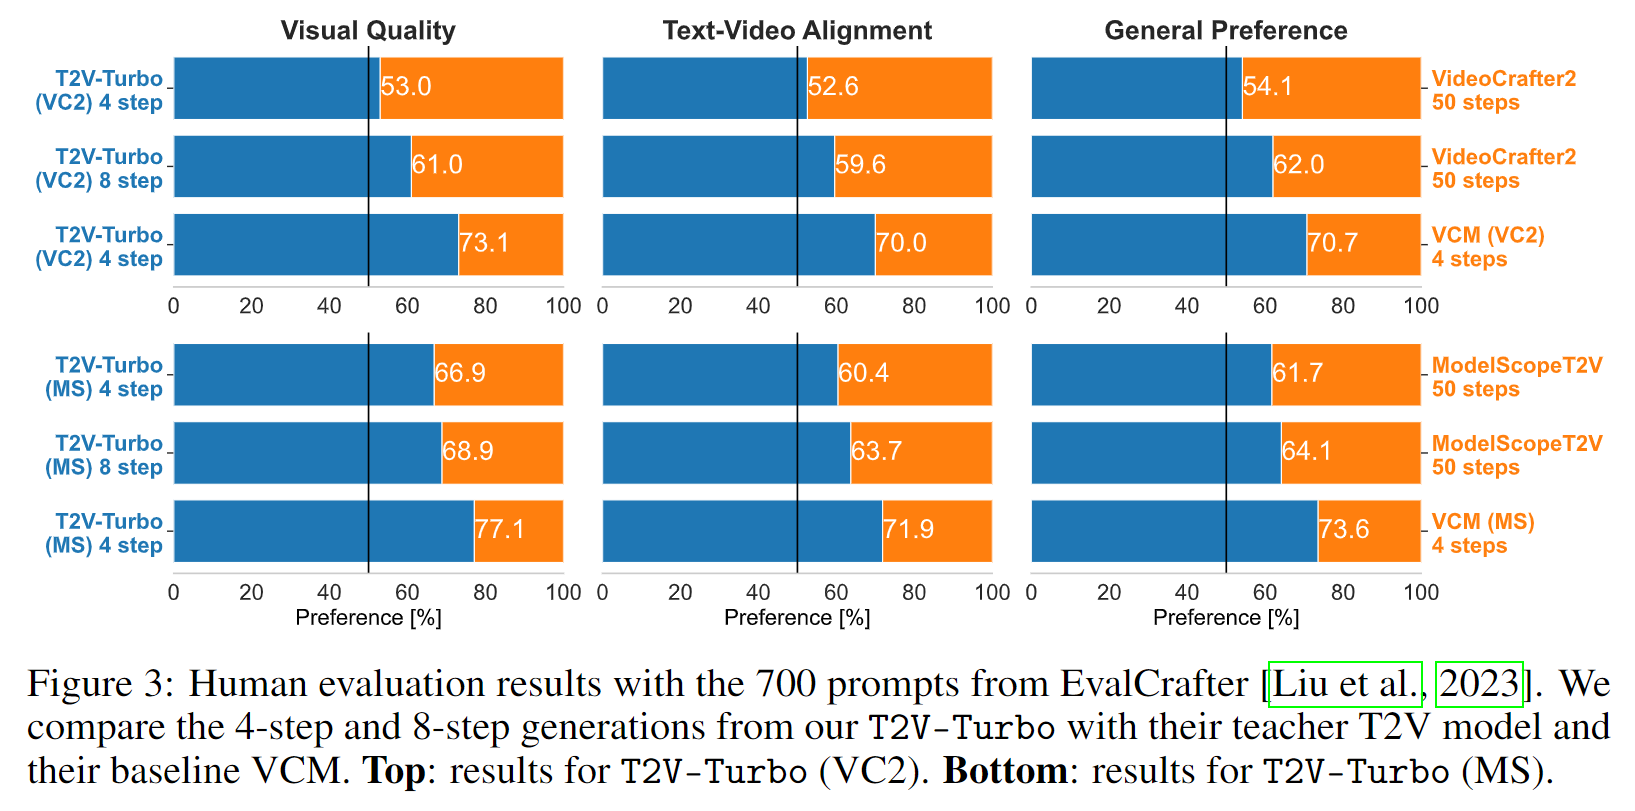 Visual Quality Text-Video Alignment General Preference
T2V-Turbo
(VC2) 4 step
53.0 52.6 54.1
VideoCrafter2
50 steps
T2V-Turbo
(VC2) 8 step
61.0 59.6 62.0
VideoCrafter2
50 steps
T2V-Turbo
(VC2) 4 step
73.1 70.0 70.7
VCM (VC2)
4 steps
0 20 40 60 80 100 0 20 40 60 80 100 0 20 40 60 80 100
T2V-Turbo
(MS) 4 step
66.9 60.4 61.7
ModelScopeT2V
50 steps
T2V-Turbo
(MS) 8 step
68.9 63.7 64.1
ModelScopeT2V
50 steps
T2V-Turbo
(MS) 4 step
77.1 71.9 73.6
VCM (MS)
4 steps
0 20 40 60 80 100 0 20 40 60 80 100 0 20 40 60 80 100
Preference [%] Preference [%] Preference [%]
Figure 3: Human evaluation results with the 700 prompts from EvalCrafter [Liu et al., 2023]. We
compare the 4-step and 8-step generations from our T2V-Turbo with their teacher T2V model and
their baseline VCM. Top: results for T2V-Turbo (VC2). Bottom: results for T2V-Turbo (MS).